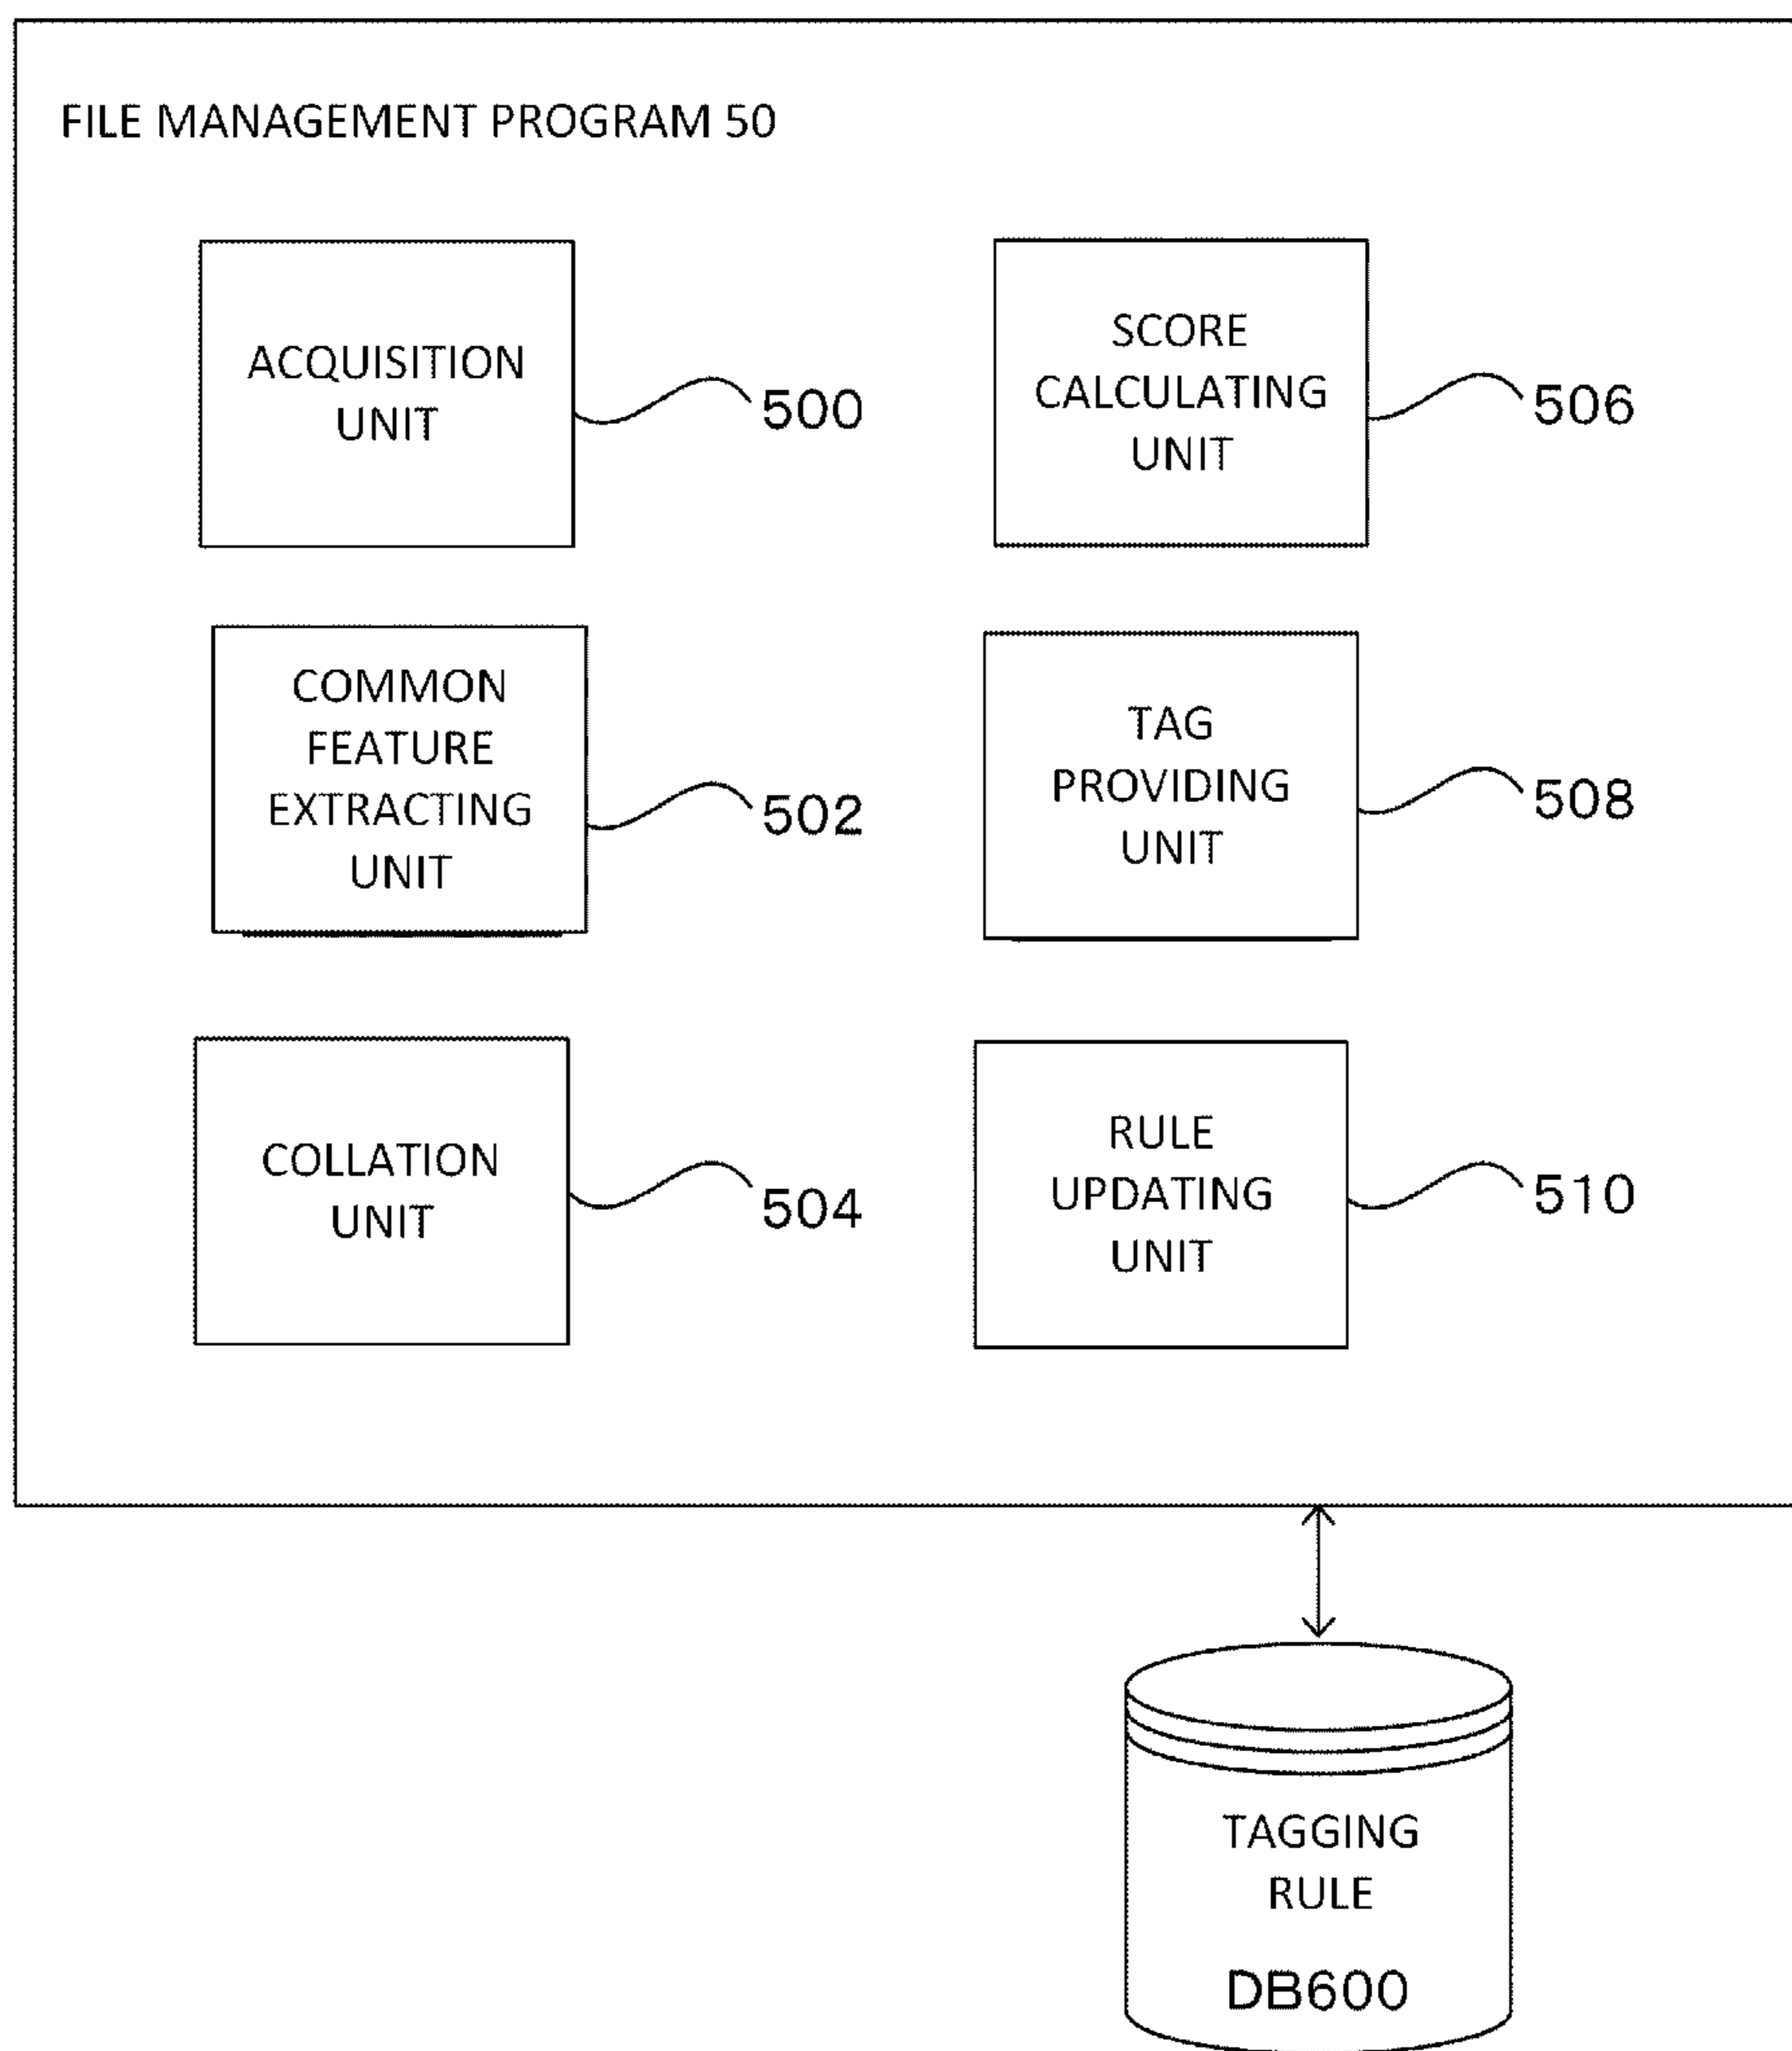 FILE MANAGEMENT PROGRAM 50
ACQUISITION
UNIT
500
COMMON
FEATURE
EXTRACTING
UNIT
502
COLLATION
UNIT
504
SCORE
CALCULATING
UNIT
506
TAG
PROVIDING
UNIT
508
RULE
UPDATING
UNIT
510
TAGGING
RULE
DB600